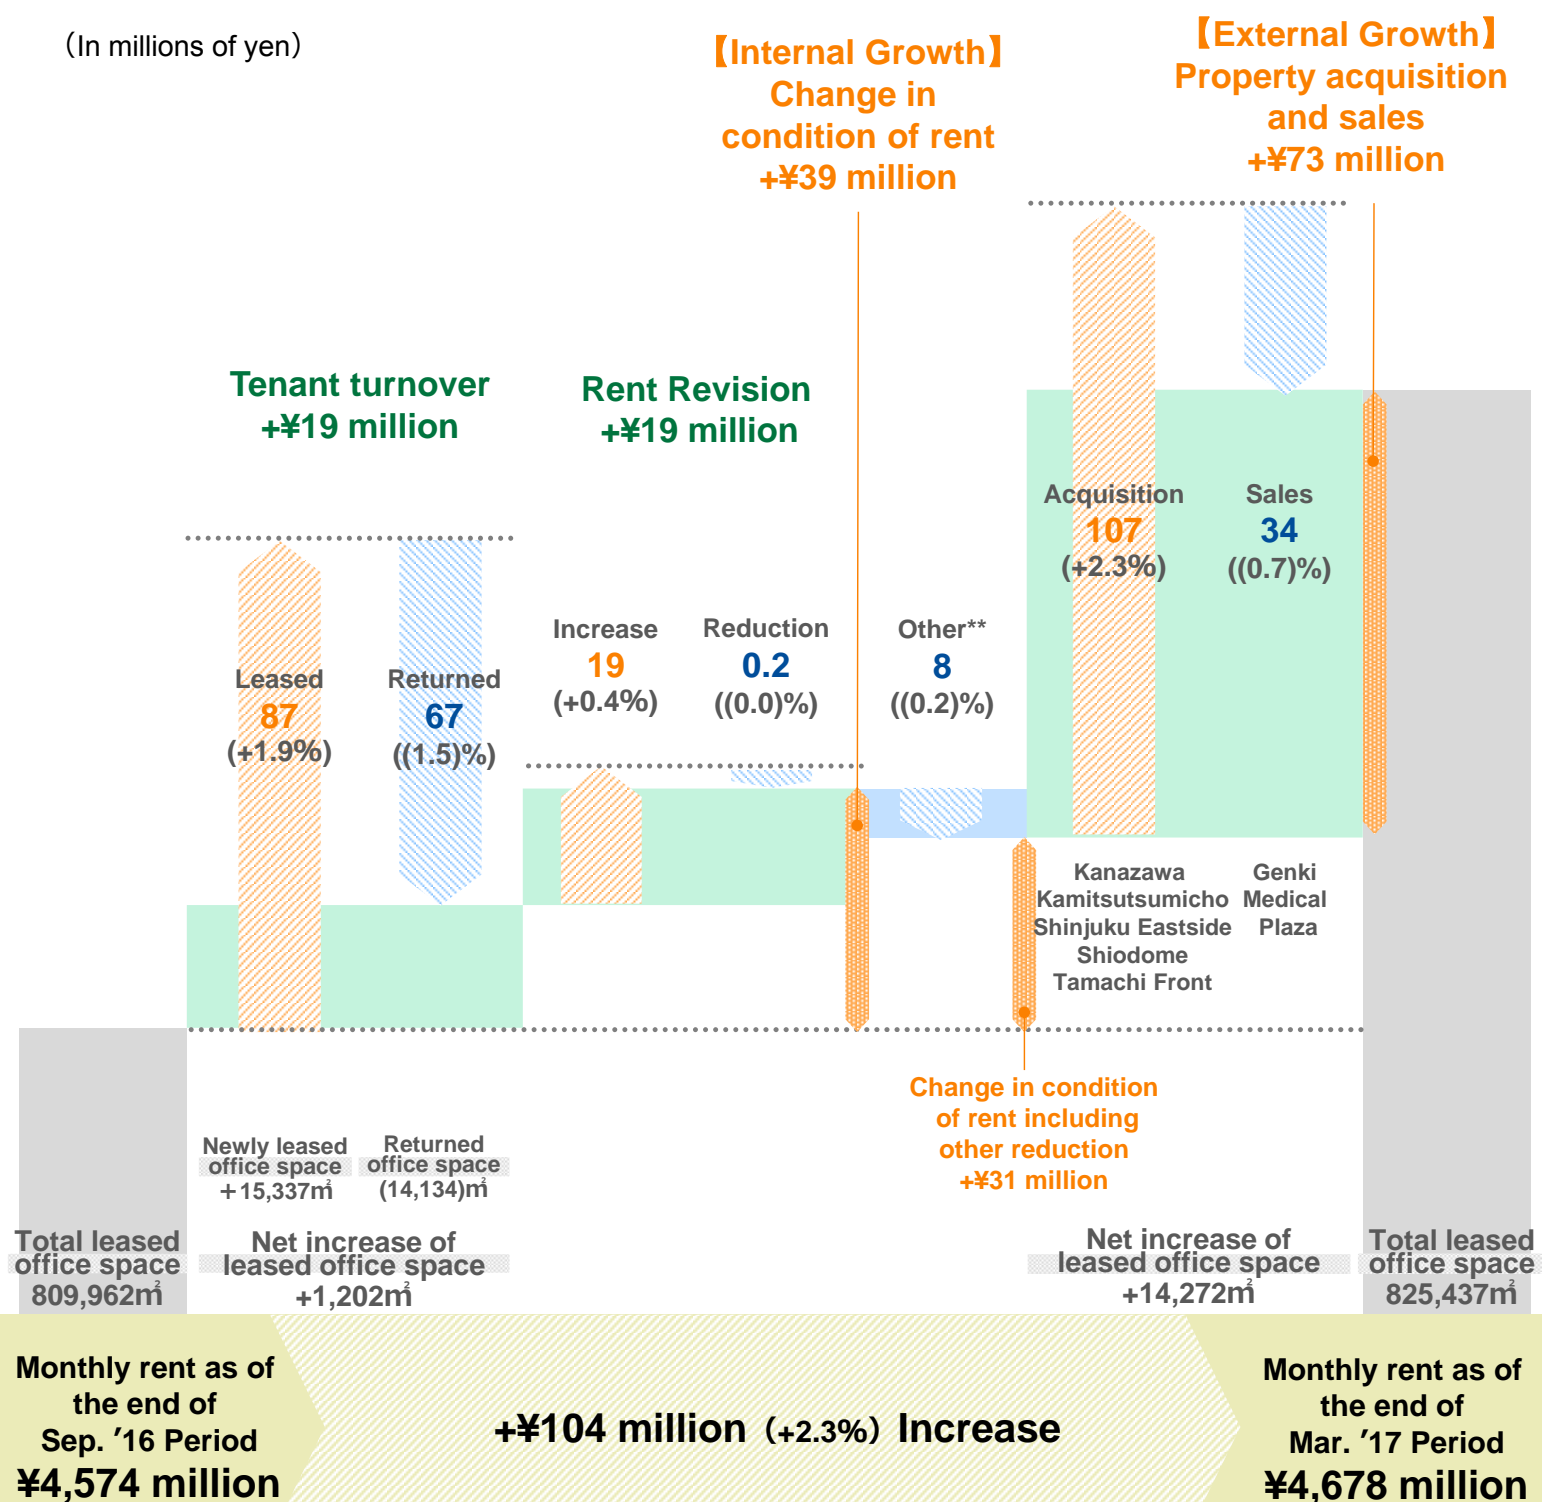 （In millions of yen）
【Internal Growth】
Change in
condition of rent
+¥39 million
【External Growth】
Property acquisition
and sales
+¥73 million
Tenant turnover
+¥19 million
Rent Revision
+¥19 million
Leased
87
(+1.9%)
Returned
67
((1.5)%)
Increase
19
(+0.4%)
Reduction
0.2
((0.0)%)
Other**
8
((0.2)%)
Acquisition
107
(+2.3%)
Sales
34
((0.7)%)
Kanazawa
Kamitsutsumicho
Shinjuku Eastside
Shiodome
Tamachi Front
Genki
Medical
Plaza
Change in condition
of rent including
other reduction
+¥31 million
Newly leased
office space
＋15,337㎡
Returned
office space
(14,134)㎡
Total leased
office space
809,962㎡
Net increase of
leased office space
+1,202㎡
Net increase of
leased office space
+14,272㎡
Total leased
office space
825,437㎡
Monthly rent as of
the end of
Sep. ’16 Period
¥4,574 million
+¥104 million（+2.3%）Increase
Monthly rent as of
the end of
Mar. ’17 Period
¥4,678 million